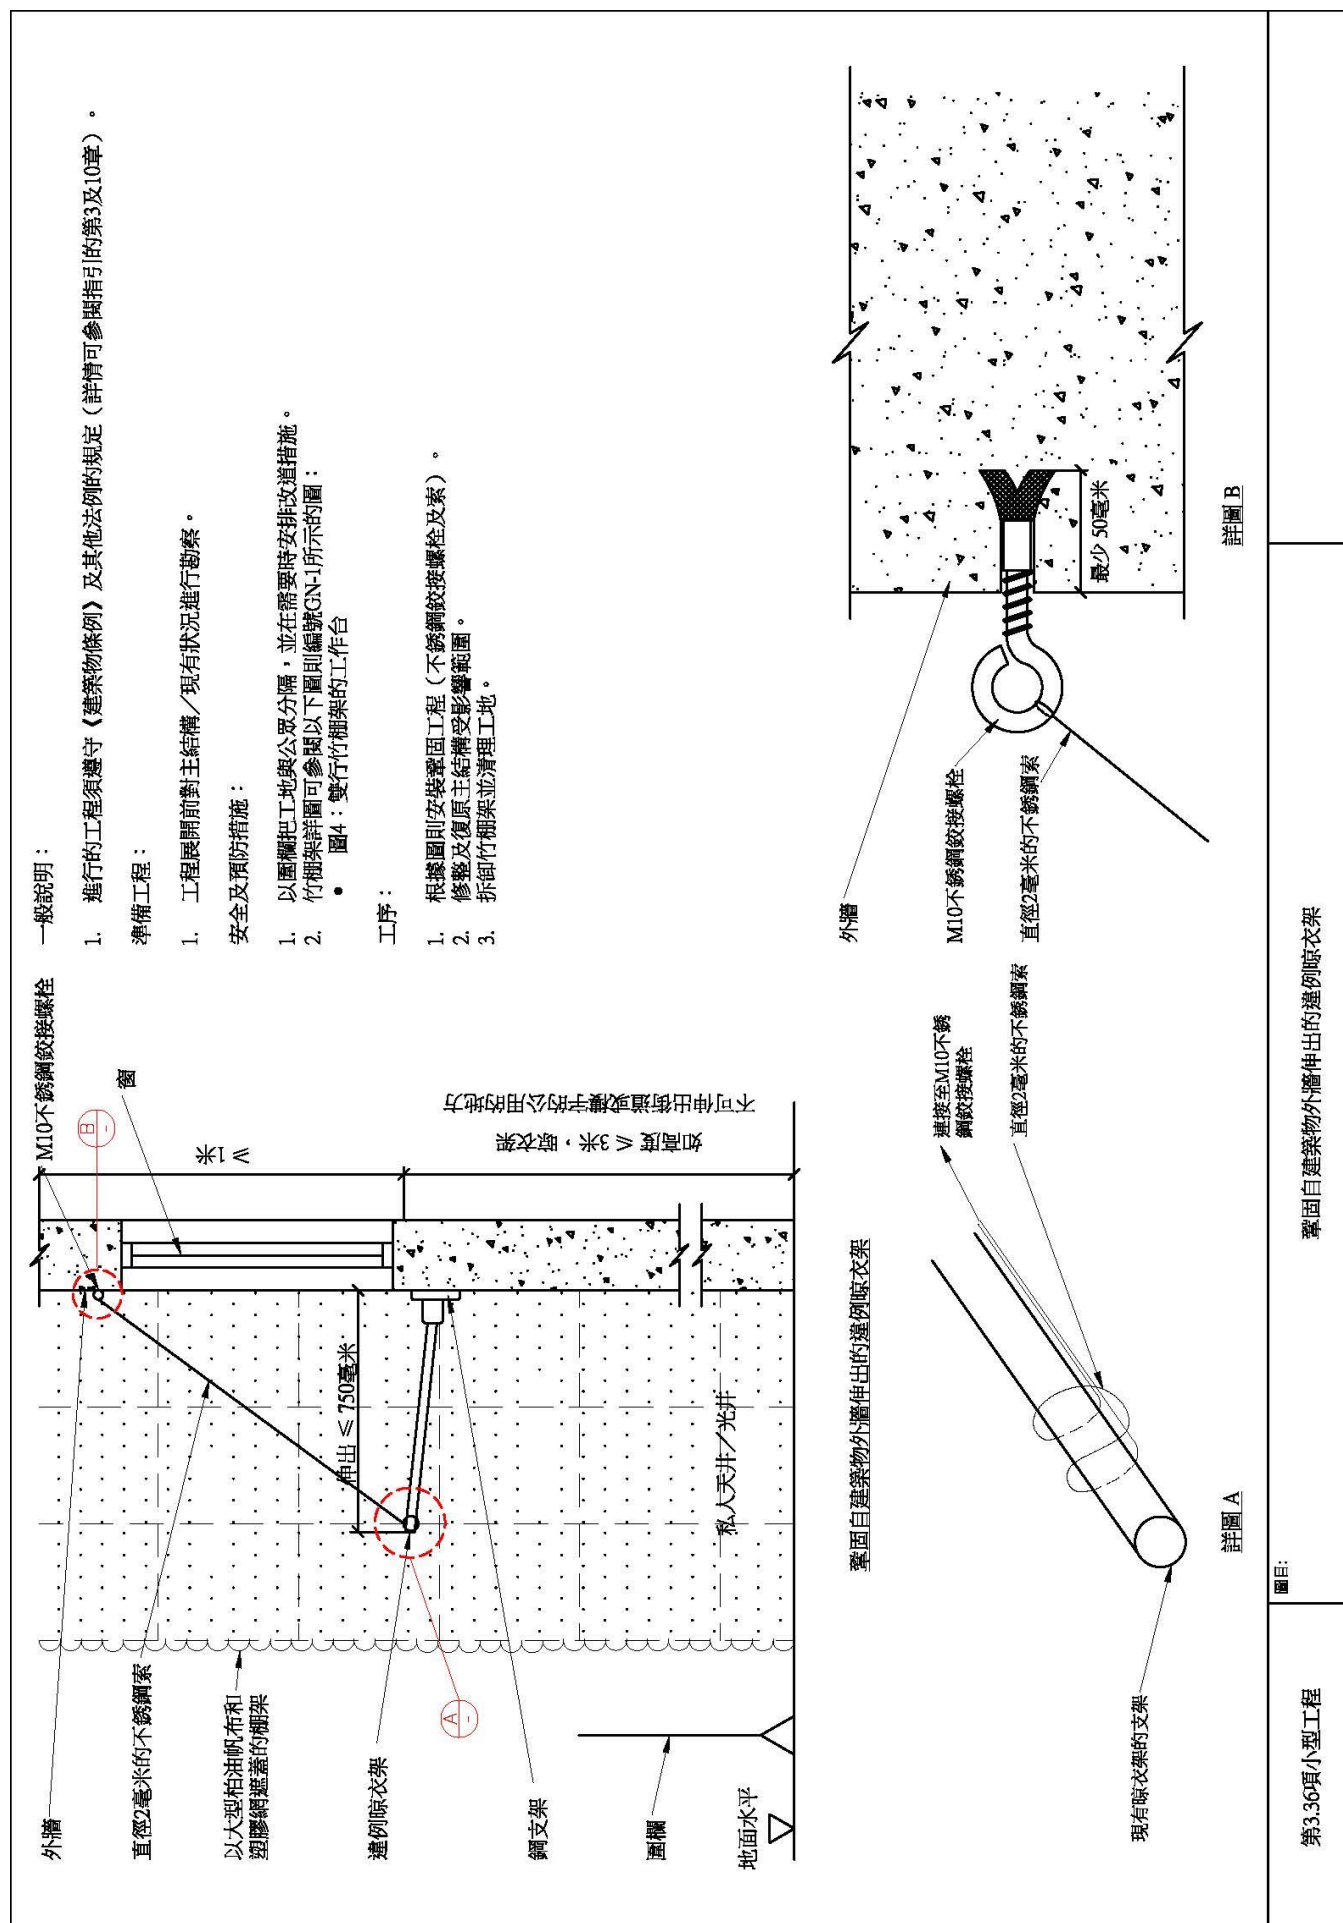 一般說明：
1. 進行的工程須遵守《建築物條例》及其他法例的規定（詳情可參閱指引的第3及10章）。
準備工程：
1. 工程展開前對主結構／現有狀況進行勘察。
安全及預防措施：
1. 以圍欄把工地與公眾分隔，並在需要時安排改道措施。
2. 竹棚架詳圖可參閱以下圖則編號GN-1所示的圖：
• 圖4：雙行竹棚架的工作台
工序：
1. 根據圖則安裝鞏固工程（不銹鋼鉸接螺栓及索）。
2. 修整及復原主結構受影響範圍。
3. 拆卸竹棚架並清理工地。
外牆
直徑2毫米的不銹鋼索
以大型柏油帆布和
塑膠網遮蓋的棚架
違例晾衣架
鋼支架
圍欄
地面水平
M10不銹鋼鉸接螺栓
窗
B
-
A
-
≤ 1米
如高度 ≤ 3米，晾衣架
不可伸出街道或樓宇的公用的地方
伸出 ≤ 750毫米
私人天井／光井
鞏固自建築物外牆伸出的違例晾衣架
連接至M10不銹
鋼鉸接螺栓
直徑2毫米的不銹鋼索
現有晾衣架的支架
詳圖 A
外牆
M10不銹鋼鉸接螺栓
直徑2毫米的不銹鋼索
最少 50毫米
詳圖 B
第3.36項小型工程
圖目:
鞏固自建築物外牆伸出的違例晾衣架